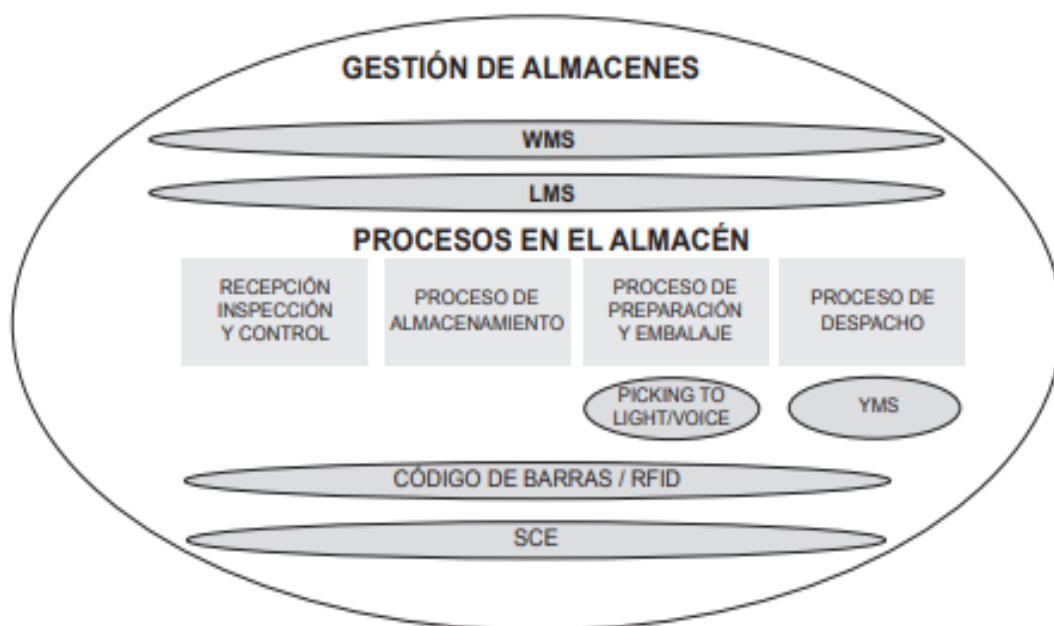 GESTIÓN DE ALMACENES
WMS
LMS
PROCESOS EN EL ALMACÉN
RECEPCIÓN
INSPECCIÓN
Y CONTROL
PROCESO DE
ALMACENAMIENTO
PROCESO DE
PREPARACIÓN
Y EMBALAJE
PROCESO DE
DESPACHO
PICKING TO
LIGHT/VOICE
YMS
CÓDIGO DE BARRAS / RFID
SCE